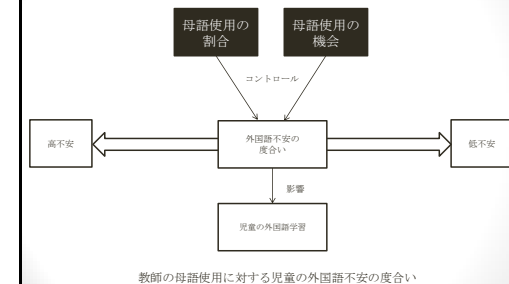 母語使用の
割合
母語使用の
機会
コントロール
高不安
外国語不安の
度合い
低不安
影響
児童の外国語学習
教師の母語使用に対する児童の外国語不安の度合い